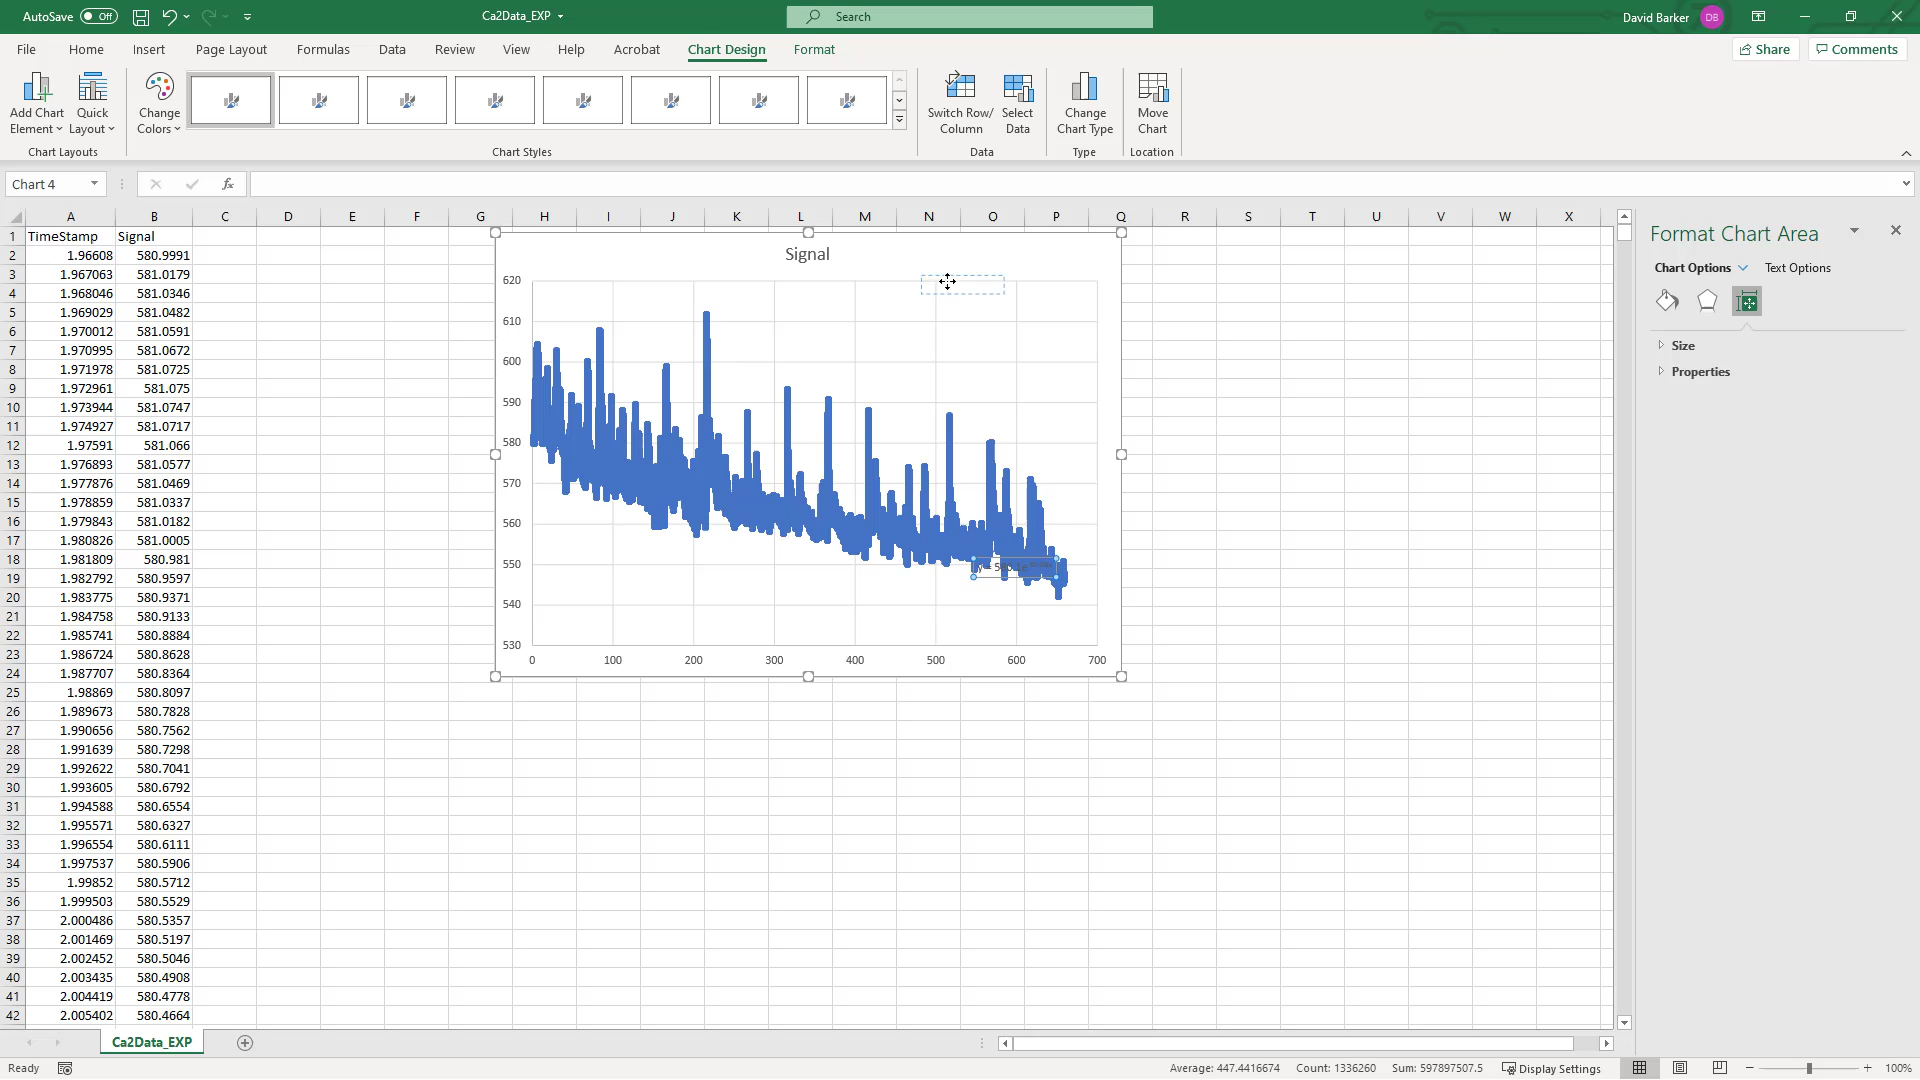 AutoSave Off Ca2Data_EXP Search David Barker DB
File Home Insert Page Layout Formulas Data Review View Help Acrobat Chart Design Format Share Comments
Add Chart Element Quick Layout Change Colors Switch Row/ Column Select Data Change Chart Type Move Chart
Chart Layouts Chart Styles Data Type Location
Chart 4 fx
A B C D E F G H I J K L M N O P Q R S T U V W X
1 TimeStamp Signal
2 1.96608 580.9991
3 1.967063 581.0179
4 1.968046 581.0346
5 1.969029 581.0482
6 1.970012 581.0591
7 1.970995 581.0672
8 1.971978 581.0725
9 1.972961 581.075
10 1.973944 581.0747
11 1.974927 581.0717
12 1.97591 581.066
13 1.976893 581.0577
14 1.977876 581.0469
15 1.978859 581.0337
16 1.979843 581.0182
17 1.980826 581.0005
18 1.981809 580.981
19 1.982792 580.9597
20 1.983775 580.9371
21 1.984758 580.9133
22 1.985741 580.8884
23 1.986724 580.8628
24 1.987707 580.8364
25 1.98869 580.8097
26 1.989673 580.7828
27 1.990656 580.7562
28 1.991639 580.7298
29 1.992622 580.7041
30 1.993605 580.6792
31 1.994588 580.6554
32 1.995571 580.6327
33 1.996554 580.6111
34 1.997537 580.5906
35 1.99852 580.5712
36 1.999503 580.5529
37 2.000486 580.5357
38 2.001469 580.5197
39 2.002452 580.5046
40 2.003435 580.4908
41 2.004419 580.4778
42 2.005402 580.4664
Signal
620
610
600
590
580
570
560
550
540
530
0 100 200 300 400 500 600 700
Format Chart Area
Chart Options Text Options
Size
Properties
Ca2Data_EXP
Ready Average: 447.4416674 Count: 1336260 Sum: 597897507.5 Display Settings 100%